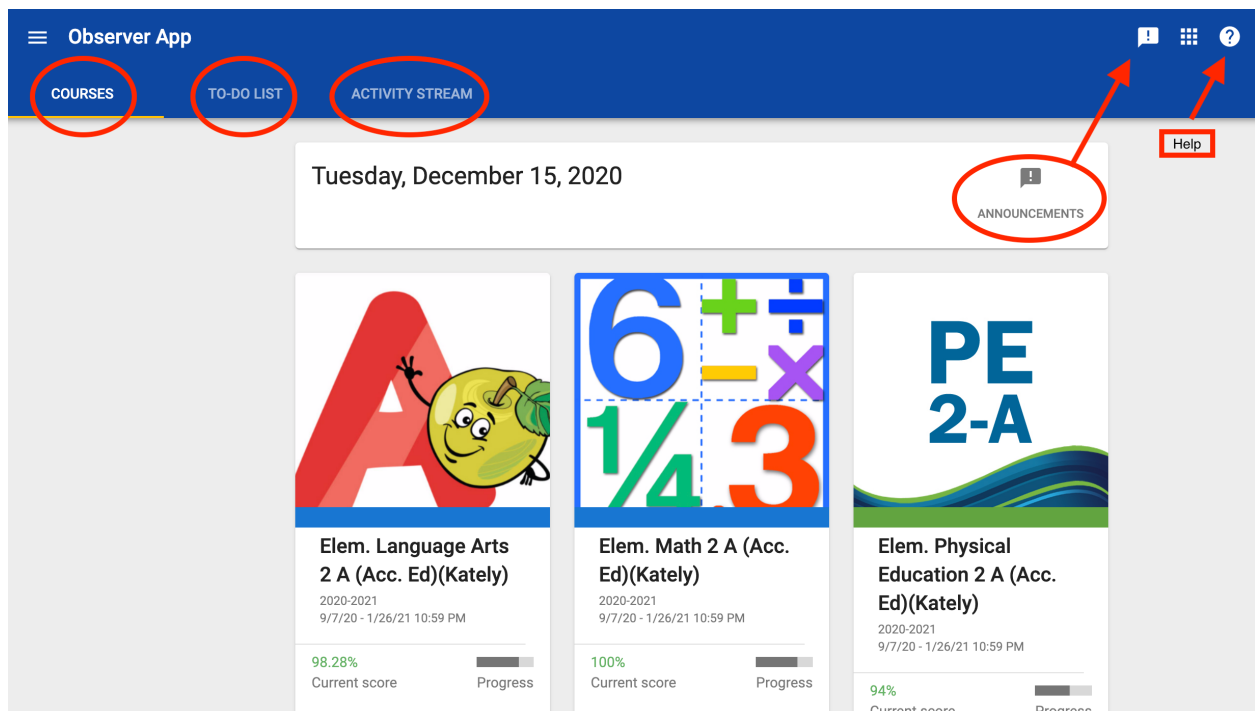 Observer App
COURSES
TO-DO LIST
ACTIVITY STREAM
Help
Tuesday, December 15, 2020
ANNOUNCEMENTS
A
6 + ÷
− x
1/4 .3
PE
2-A
Elem. Language Arts
2 A (Acc. Ed)(Kately)
2020-2021
9/7/20 - 1/26/21 10:59 PM
98.28%
Current score
Progress
Elem. Math 2 A (Acc.
Ed)(Kately)
2020-2021
9/7/20 - 1/26/21 10:59 PM
100%
Current score
Progress
Elem. Physical
Education 2 A (Acc.
Ed)(Kately)
2020-2021
9/7/20 - 1/26/21 10:59 PM
94%
Current score
Progress